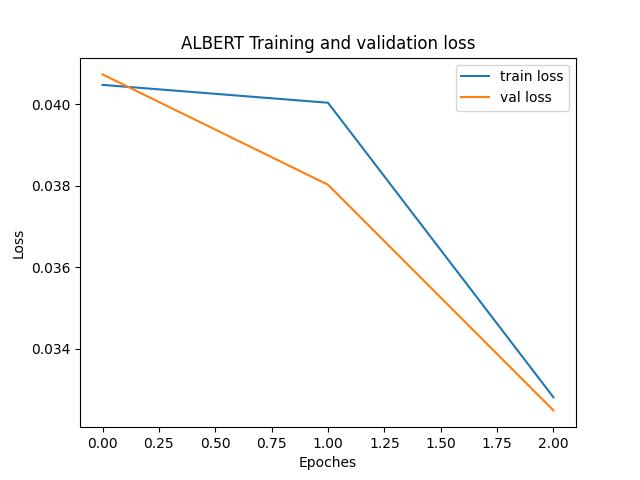 ALBERT Training and validation loss
train loss
val loss
0.040
0.038
0.036
0.034
Loss
0.00 0.25 0.50 0.75 1.00 1.25 1.50 1.75 2.00
Epoches